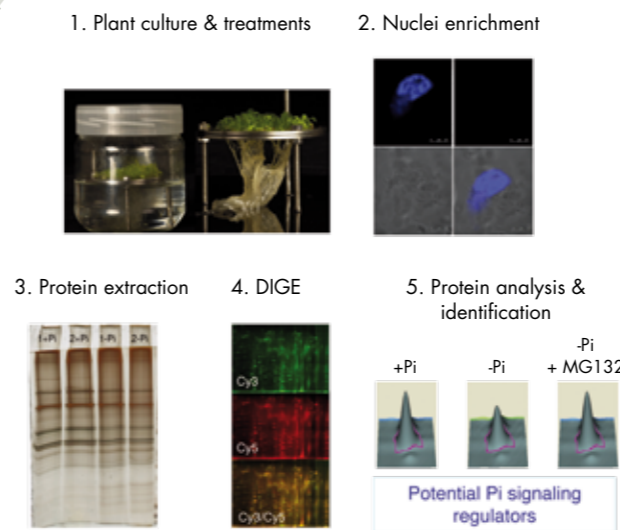 1. Plant culture & treatments
2. Nuclei enrichment
3. Protein extraction
4. DIGE
5. Protein analysis &
identification
1+Pi 2+Pi 1-Pi 2-Pi
Cy3
Cy5
Cy3/Cy5
+Pi
-Pi
-Pi
+ MG132
Potential Pi signaling
regulators